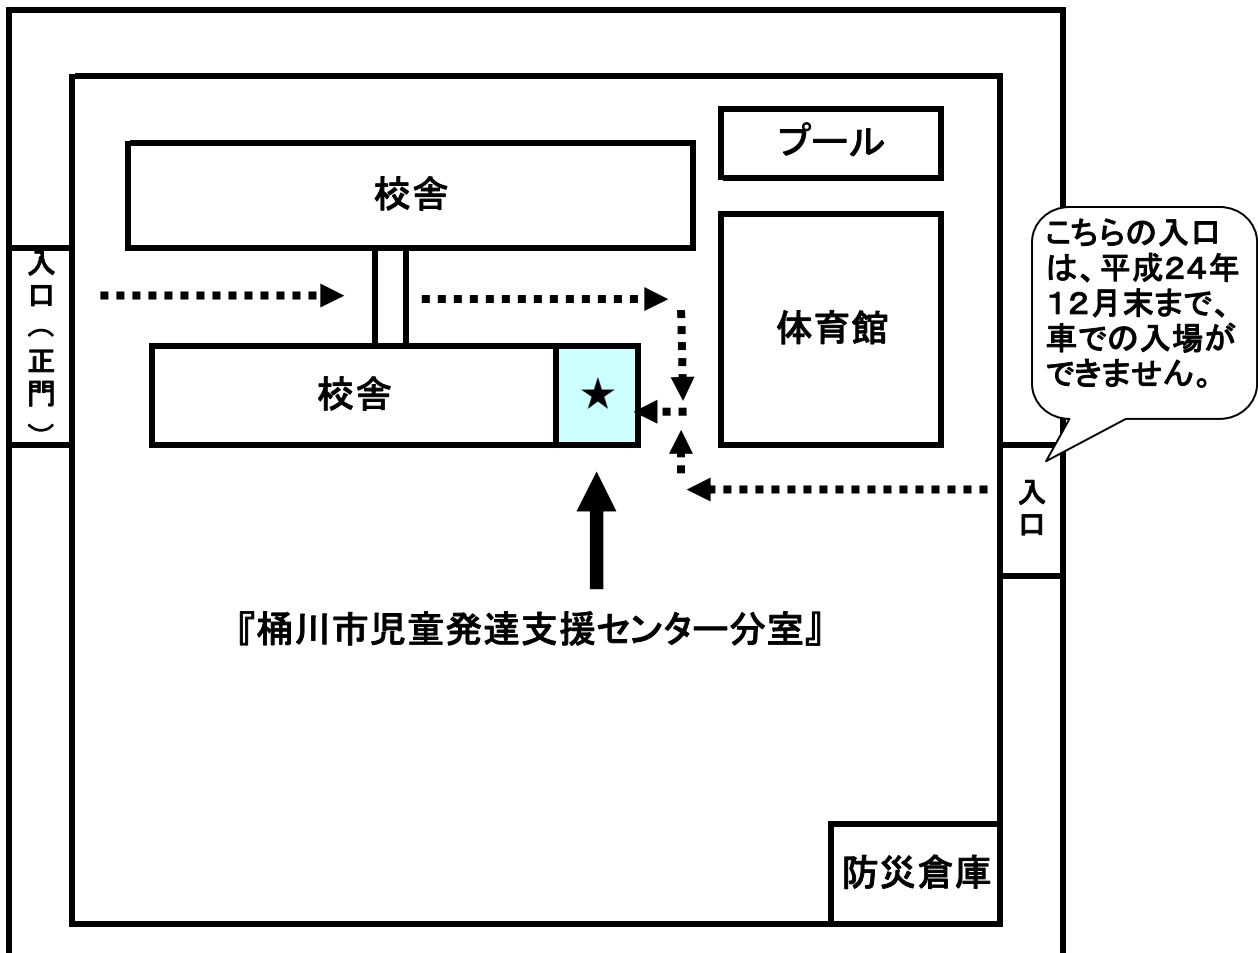 プール
校舎
こちらの入口
は、平成２４年
１２月末まで、
車での入場が
できません。
入口（正門）
体育館
校舎
★
入口
『桶川市児童発達支援センター分室』
防災倉庫